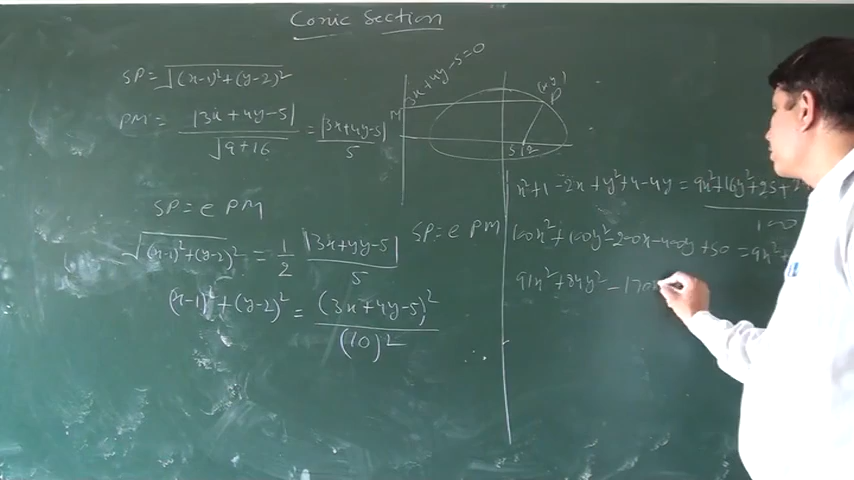 Conic Section
SP = √(x-1)²+(y-2)²
PM = |3x+4y-5| / √9+16 = |3x+4y-5| / 5
SP = e PM
√(x-1)²+(y-2)² = 1/2 |3x+4y-5| / 5
(x-1)²+(y-2)² = (3x+4y-5)² / (10)²
3x+4y-5=0
M
(x,y)
P
S
SP = e PM
x²+1-2x+y²+4-4y = 9x²+16y²+25+2 / 100
100x²+100y²-200x-400y+50 = 9x²+
91x²+84y²-170x